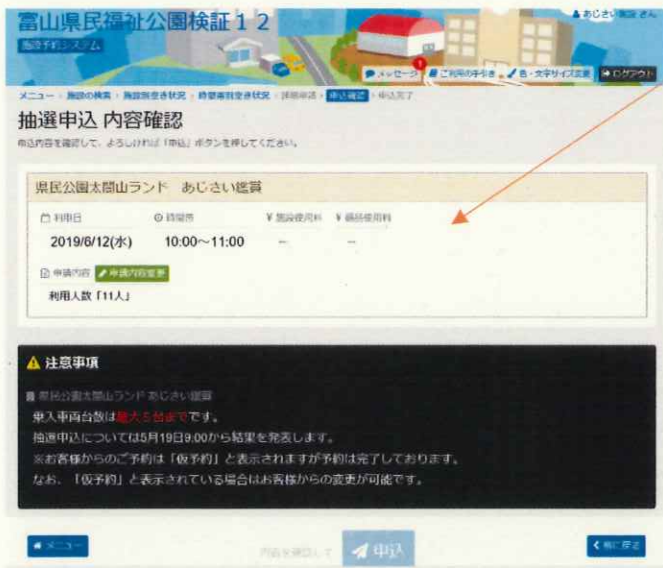 富山県民福祉公園検証12
施設予約システム
あじさい施設 さん
メッセージ 1 ご利用の手引き 色・文字サイズ変更 ログアウト
メニュー 施設の検索 施設別空き状況 時間帯別空き状況 詳細申請 申込確認 申込完了
抽選申込 内容確認
申込内容を確認して、よろしければ「申込」ボタンを押してください。
県民公園太閤山ランド あじさい鑑賞
利用日 時間帯 ¥ 施設使用料 ¥ 備品使用料
2019/6/12(水) 10:00～11:00 -- --
申請内容 申請内容変更
利用人数「11人」
注意事項
県民公園太閤山ランド あじさい鑑賞
乗入車両台数は最大5台までです。
抽選申込については5月19日9:00から結果を発表します。
※お客様からのご予約は「仮予約」と表示されますが予約は完了しております。
なお、「仮予約」と表示されている場合はお客様からの変更が可能です。
メニュー 内容を確認して 申込 前に戻る